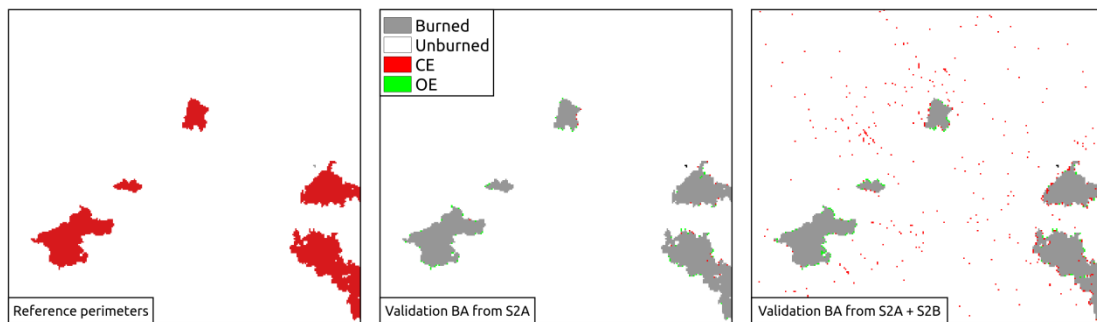 Reference perimeters
Burned
Unburned
CE
OE
Validation BA from S2A
Validation BA from S2A + S2B